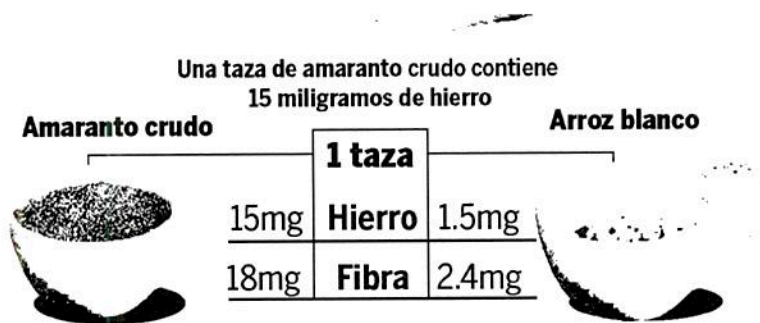 Una taza de amaranto crudo contiene
15 miligramos de hierro
Amaranto crudo
Arroz blanco
1 taza
15mg Hierro 1.5mg
18mg Fibra 2.4mg